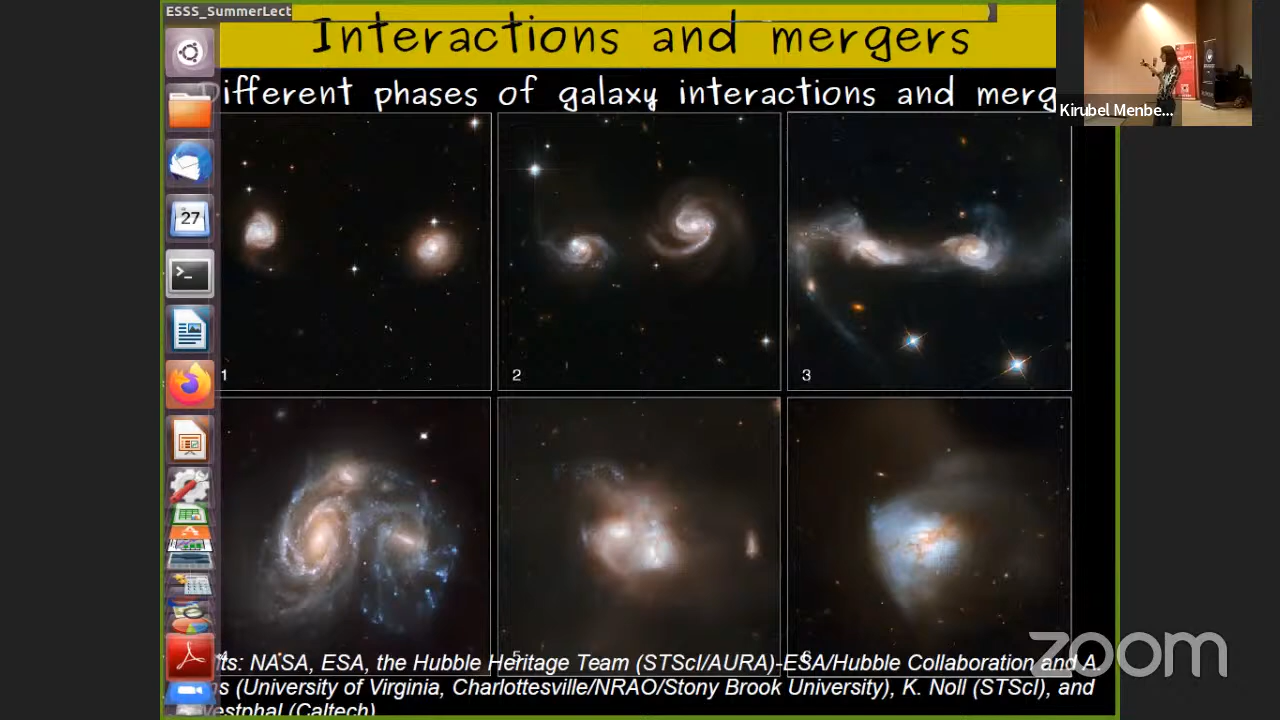 ESSS_SummerLect
Interactions and mergers
ifferent phases of galaxy interactions and merg
Kirubel Menbe...
27
1
2
3
4
5
6
its: NASA, ESA, the Hubble Heritage Team (STScI/AURA)-ESA/Hubble Collaboration and A.
s (University of Virginia, Charlottesville/NRAO/Stony Brook University), K. Noll (STScI), and
estphal (Caltech)
zoom